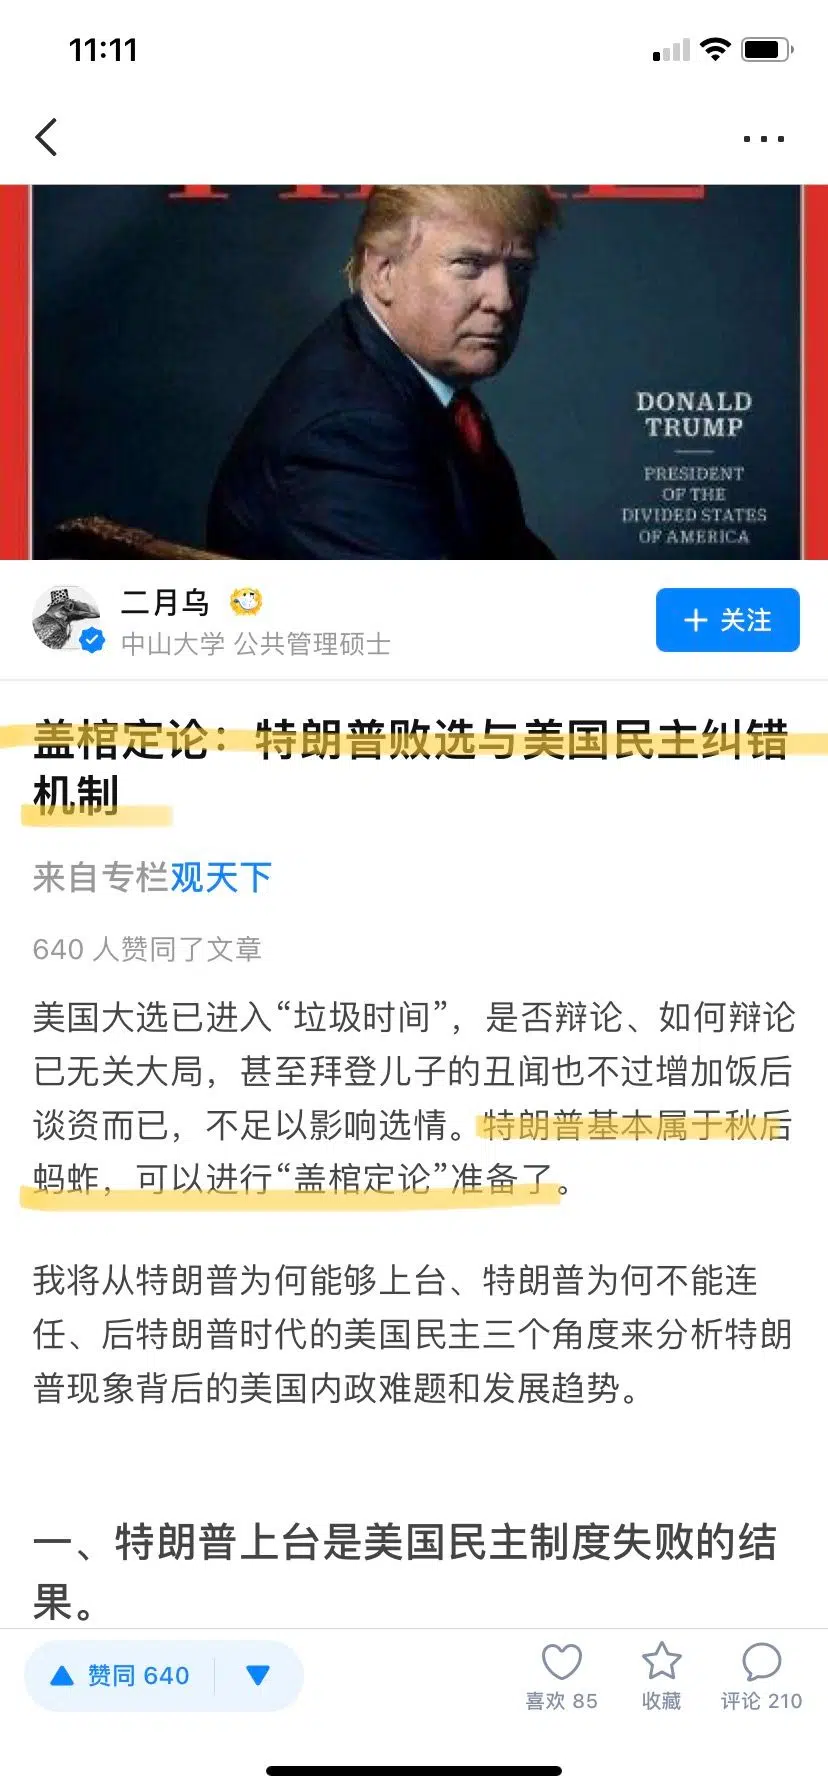 11:11
DONALD
TRUMP
PRESIDENT
OF THE
DIVIDED STATES
OF AMERICA
二月乌
中山大学 公共管理硕士
+ 关注
盖棺定论：特朗普败选与美国民主纠错
机制
来自专栏观天下
640 人赞同了文章
美国大选已进入“垃圾时间”，是否辩论、如何辩论
已无关大局，甚至拜登儿子的丑闻也不过增加饭后
谈资而已，不足以影响选情。特朗普基本属于秋后
蚂蚱，可以进行“盖棺定论”准备了。
我将从特朗普为何能够上台、特朗普为何不能连
任、后特朗普时代的美国民主三个角度来分析特朗
普现象背后的美国内政难题和发展趋势。
一、特朗普上台是美国民主制度失败的结
果。
赞同 640
喜欢 85
收藏
评论 210